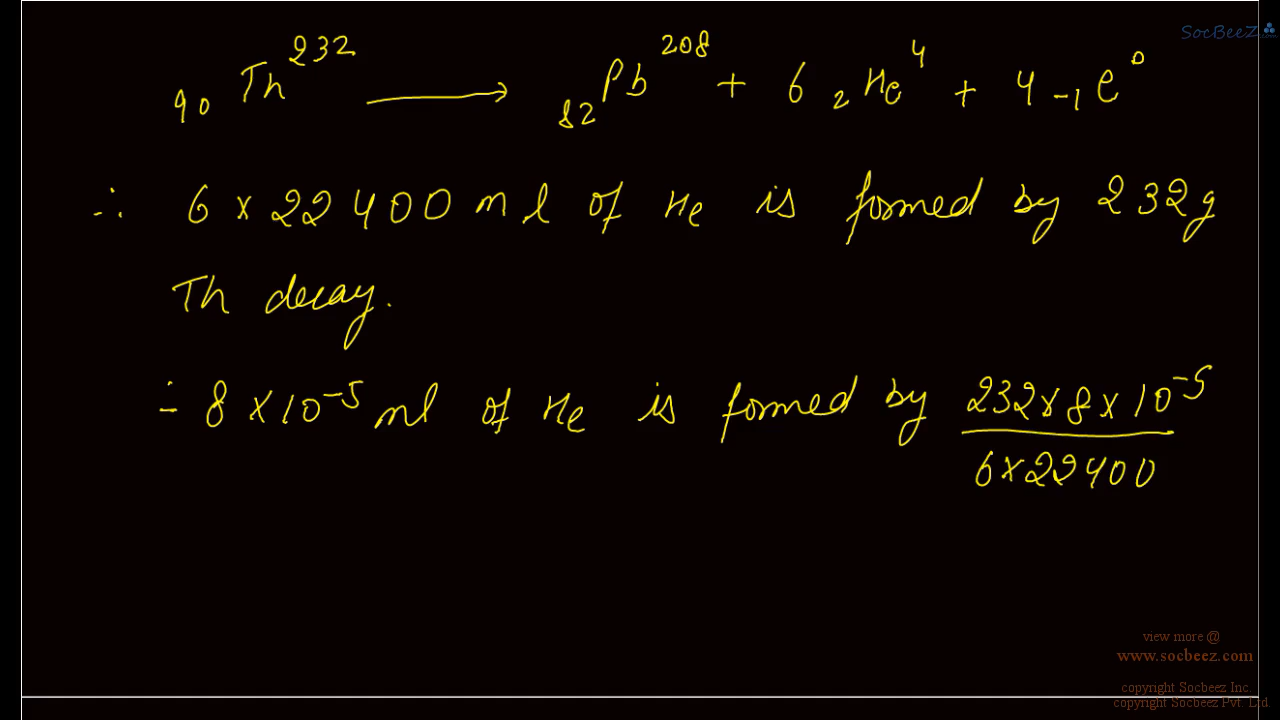 SocBeeZ
₉₀Th²³² → ₈₂Pb²⁰⁸ + 6 ₂He⁴ + 4 ₋₁e⁰
∴ 6 × 22400 ml of He is formed by 232g
Th decay.
∴ 8 × 10⁻⁵ ml of He is formed by 232 × 8 × 10⁻⁵
6 × 22400
view more @
www.socbeez.com
copyright Socbeez Inc.
copyright Socbeez Pvt. Ltd.